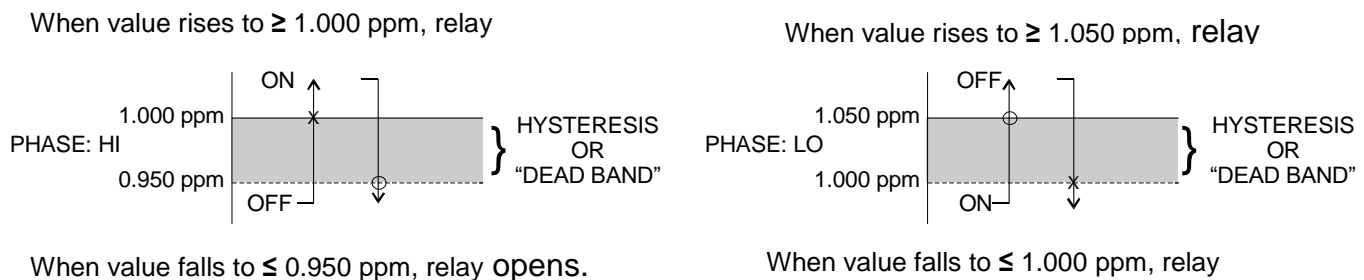 When value rises to ≥ 1.000 ppm, relay
ON
1.000 ppm
PHASE: HI
0.950 ppm
OFF
}
HYSTERESIS
OR
“DEAD BAND”
When value falls to ≤ 0.950 ppm, relay opens.
When value rises to ≥ 1.050 ppm, relay
OFF
1.050 ppm
PHASE: LO
1.000 ppm
ON
}
HYSTERESIS
OR
“DEAD BAND”
When value falls to ≤ 1.000 ppm, relay